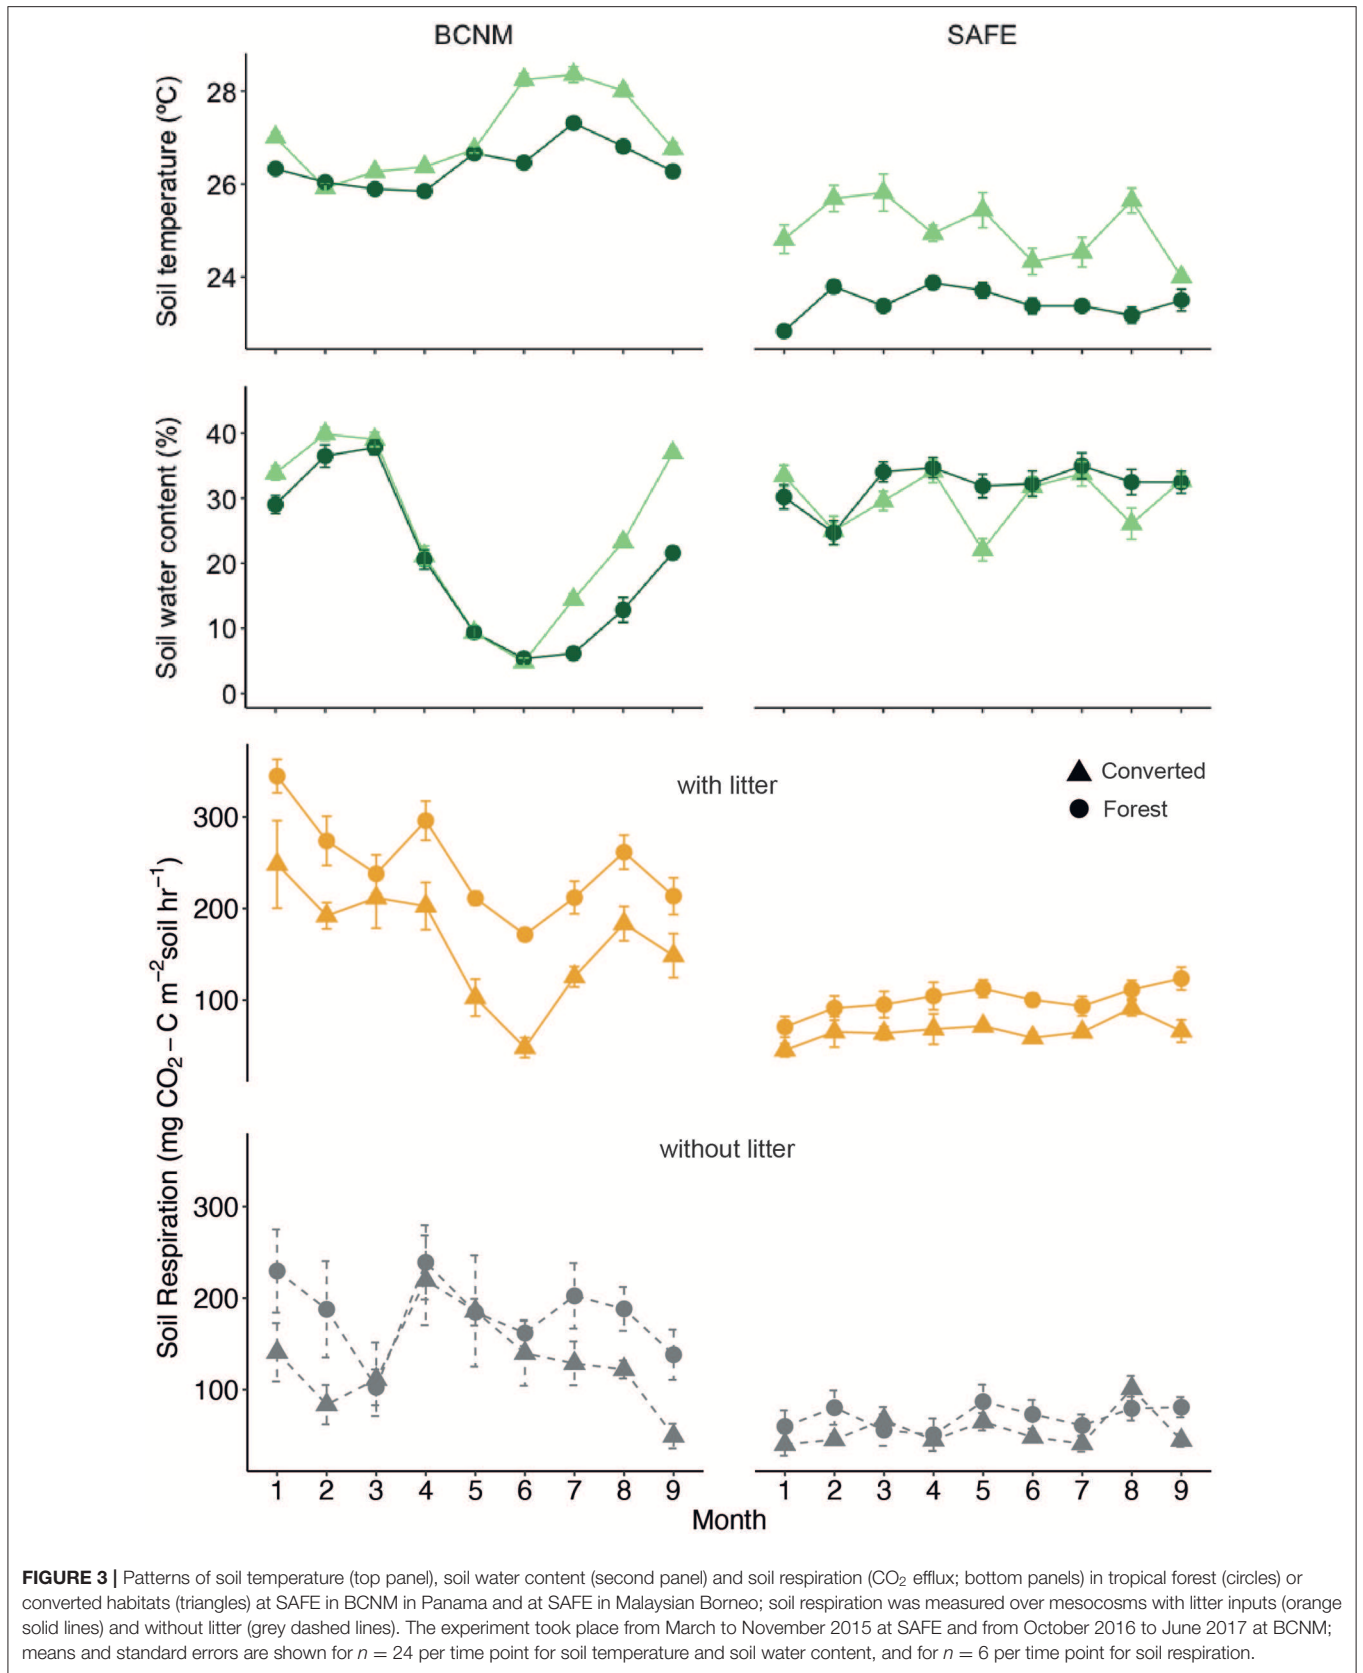 BCNM
SAFE
Soil temperature (ºC)
28
26
24
Soil water content (%)
40
30
20
10
0
Soil Respiration (mg CO₂ – C m⁻²soil hr⁻¹)
with litter
Converted
Forest
300
200
100
without litter
300
200
100
1 2 3 4 5 6 7 8 9
1 2 3 4 5 6 7 8 9
Month
FIGURE 3 | Patterns of soil temperature (top panel), soil water content (second panel) and soil respiration (CO₂ efflux; bottom panels) in tropical forest (circles) or
converted habitats (triangles) at SAFE in BCNM in Panama and at SAFE in Malaysian Borneo; soil respiration was measured over mesocosms with litter inputs (orange
solid lines) and without litter (grey dashed lines). The experiment took place from March to November 2015 at SAFE and from October 2016 to June 2017 at BCNM;
means and standard errors are shown for n = 24 per time point for soil temperature and soil water content, and for n = 6 per time point for soil respiration.